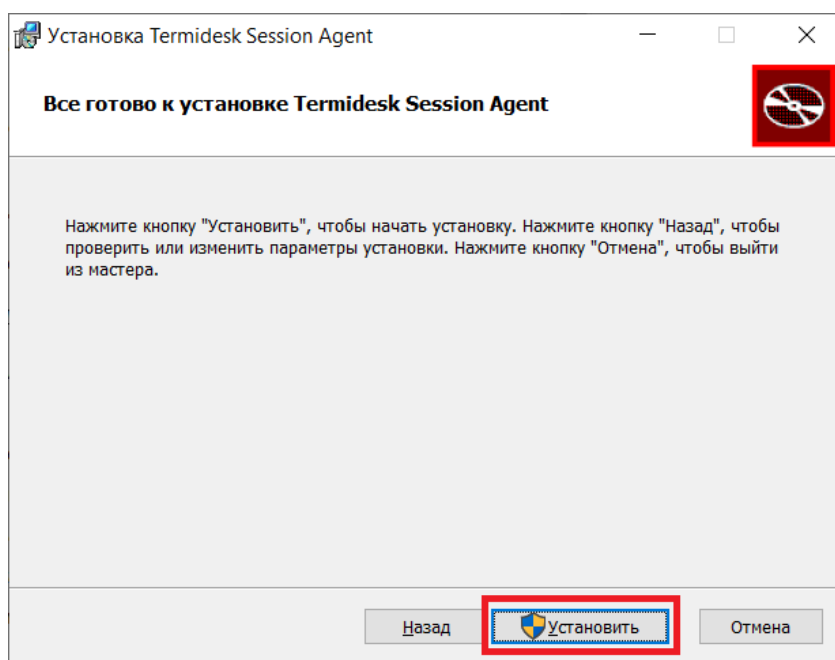 Установка Termidesk Session Agent
Все готово к установке Termidesk Session Agent
Нажмите кнопку "Установить", чтобы начать установку. Нажмите кнопку "Назад", чтобы
проверить или изменить параметры установки. Нажмите кнопку "Отмена", чтобы выйти
из мастера.
Назад
Установить
Отмена